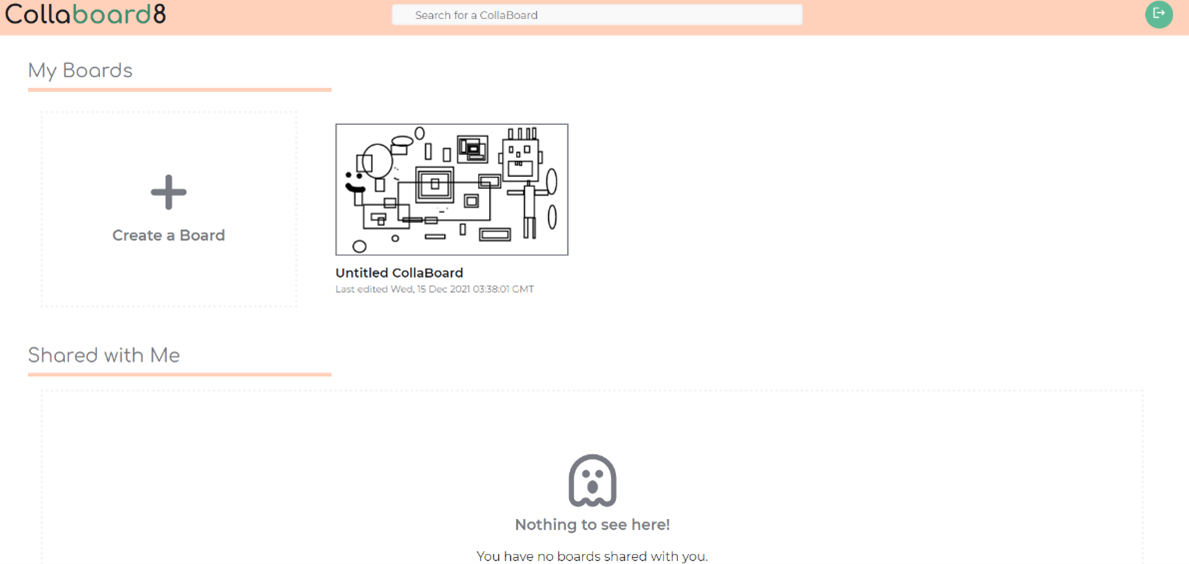 Collaboard8
Search for a CollaBoard
My Boards
Create a Board
Untitled CollaBoard
Last edited Wed, 15 Dec 2021 03:38:01 GMT
Shared with Me
Nothing to see here!
You have no boards shared with you.